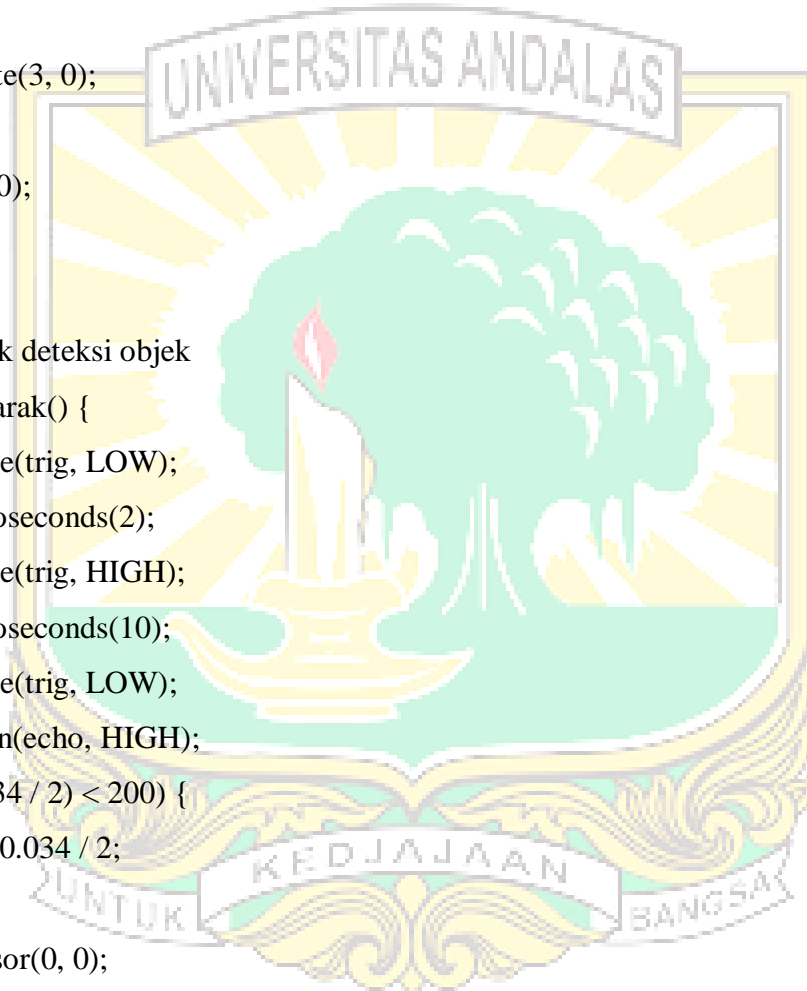 UNIVERSITAS ANDALAS
te(3, 0);
0);
k deteksi objek
arak() {
e(trig, LOW);
oseconds(2);
e(trig, HIGH);
oseconds(10);
e(trig, LOW);
n(echo, HIGH);
34 / 2) < 200) {
0.034 / 2;
UNTUK KEDJAJAAN BANGSA
sor(0, 0);